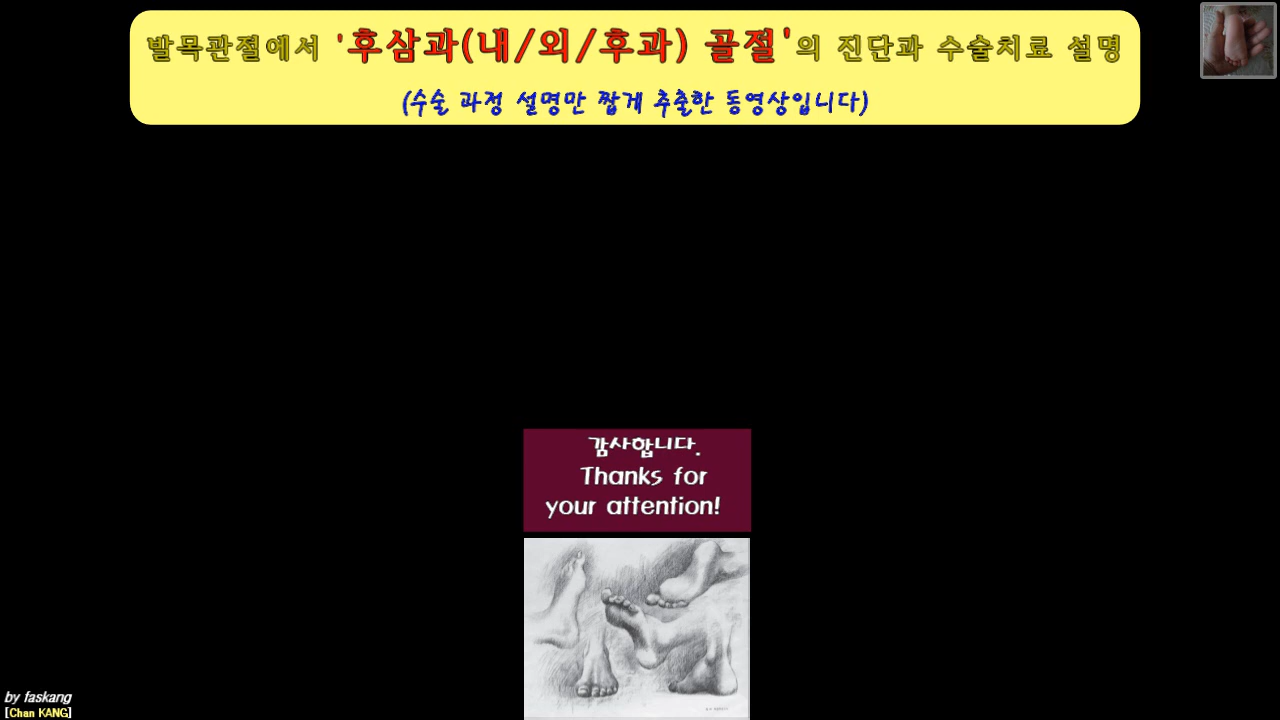 발목관절에서 '후삼과(내/외/후과) 골절'의 진단과 수술치료 설명
(수술 과정 설명만 짧게 추출한 동영상입니다)
감사합니다.
Thanks for
your attention!
by faskang
[Chan KANG]